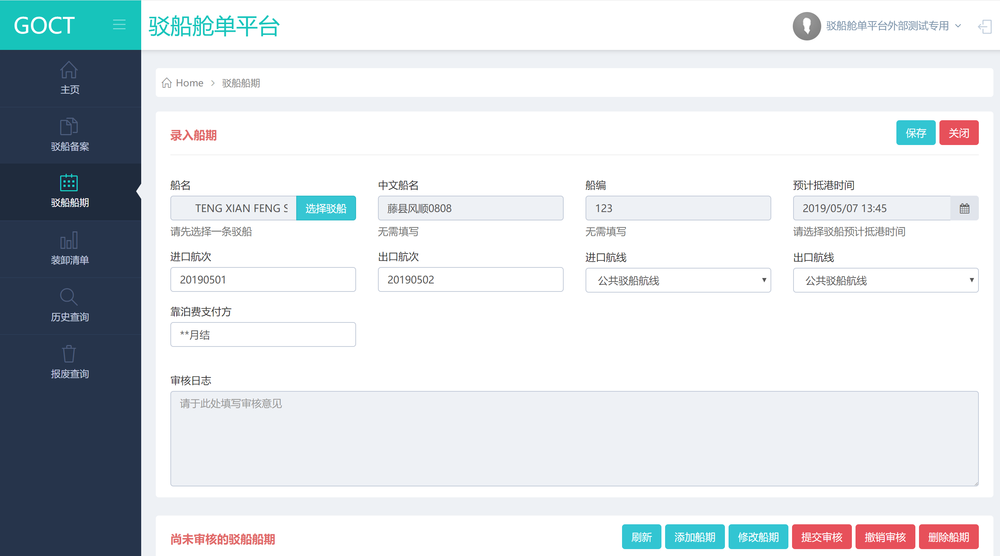 GOCT
驳船舱单平台
驳船舱单平台外部测试专用
主页
驳船备案
驳船船期
装卸清单
历史查询
报废查询
Home > 驳船船期
录入船期
保存
关闭
船名
中文船名
船编
预计抵港时间
TENG XIAN FENG S
选择驳船
藤县风顺0808
123
2019/05/07 13:45
请先选择一条驳船
无需填写
无需填写
请选择驳船预计抵港时间
进口航次
出口航次
进口航线
出口航线
20190501
20190502
公共驳船航线
公共驳船航线
靠泊费支付方
**月结
审核日志
请于此处填写审核意见
尚未审核的驳船船期
刷新
添加船期
修改船期
提交审核
撤销审核
删除船期